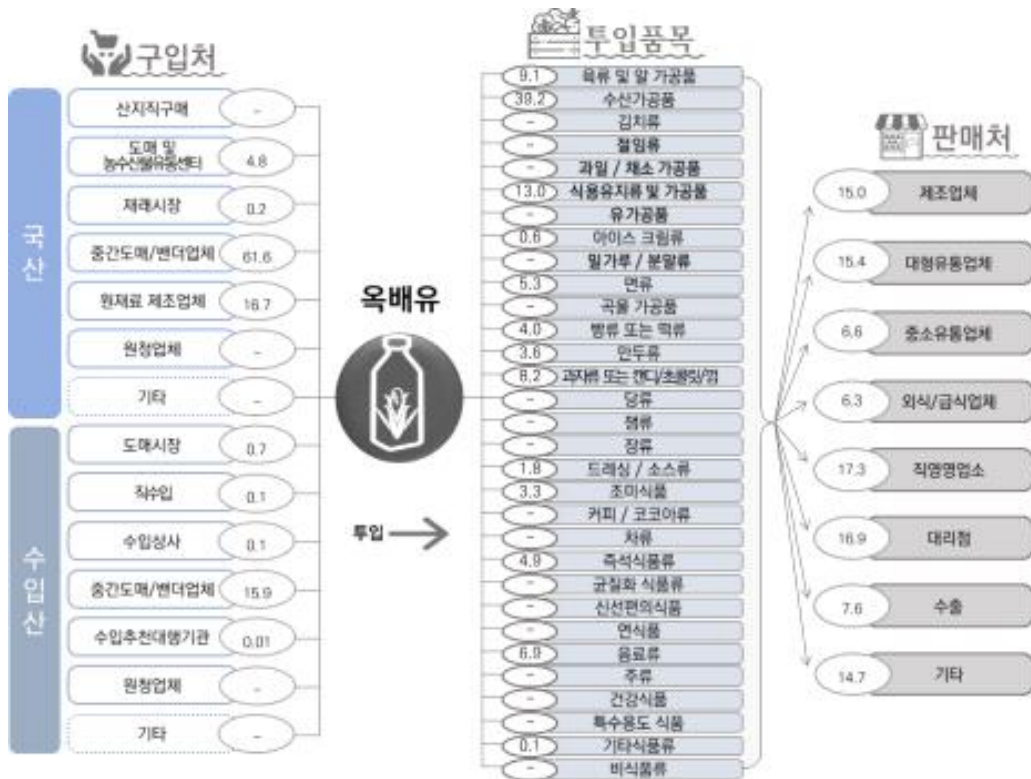 구입처
국산
산지직구매 -
도매 및
농수산물유통센터 4.8
재래시장 0.2
중간도매/밴더업체 61.6
원재료 제조업체 16.7
원청업체 -
기타 -
수입산
도매시장 0.7
직수입 0.1
수입상사 0.1
중간도매/밴더업체 15.9
수입추천대행기관 0.01
원청업체 -
기타 -
옥배유
투입
투입품목
9.1 육류 및 알 가공품
39.2 수산가공품
- 김치류
- 절임류
- 과일 / 채소 가공품
13.0 식용유지류 및 가공품
- 유가공품
0.6 아이스 크림류
- 밀가루 / 분말류
5.3 면류
- 곡물 가공품
4.0 빵류 또는 떡류
3.6 만두류
8.2 과자류 또는 캔디/초콜릿/껌
- 당류
- 잼류
- 장류
1.8 드레싱 / 소스류
3.3 조미식품
- 커피 / 코코아류
- 차류
4.9 즉석식품류
- 균질화 식품류
- 신선편의식품
- 연식품
6.9 음료류
- 주류
- 건강식품
- 특수용도 식품
0.1 기타식품류
- 비식품류
판매처
15.0 제조업체
15.4 대형유통업체
6.6 중소유통업체
6.3 외식/급식업체
17.3 직영영업소
16.9 대리점
7.6 수출
14.7 기타